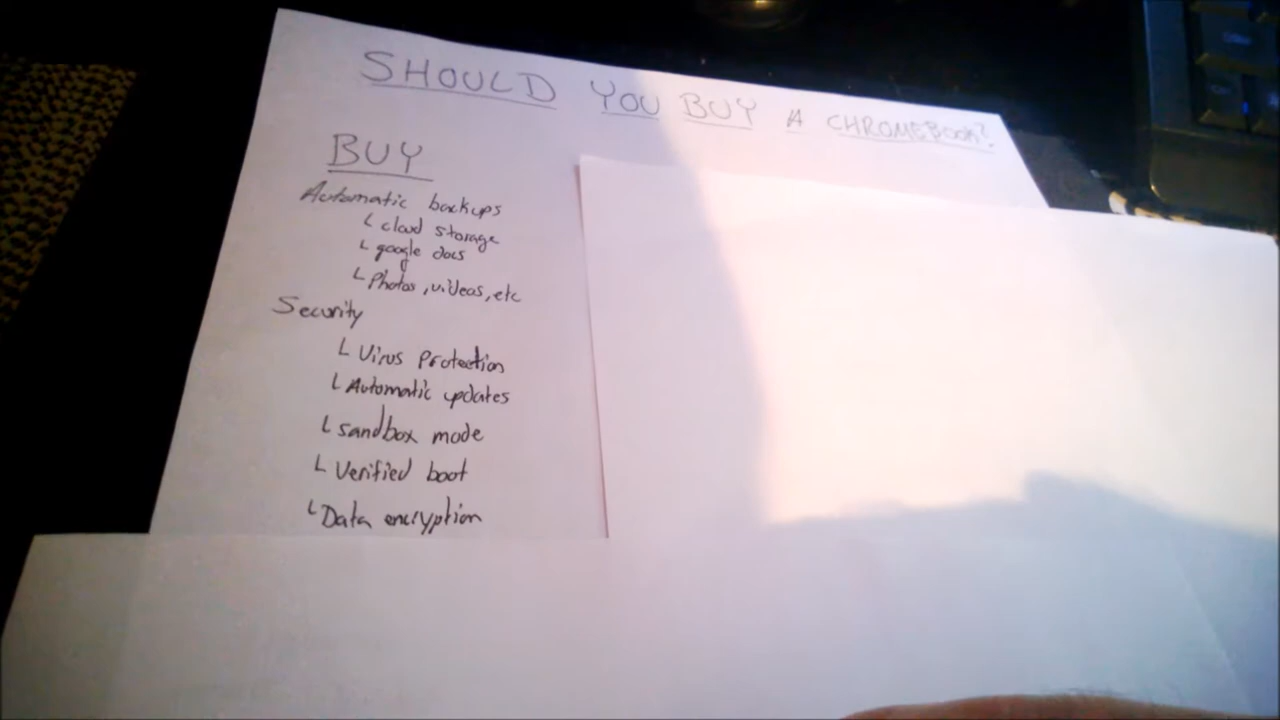 SHOULD YOU BUY A CHROMEBOOK?
BUY
Automatic backups
cloud storage
google docs
Photos, videos, etc
Security
Virus Protection
Automatic updates
sandbox mode
Verified boot
Data encryption